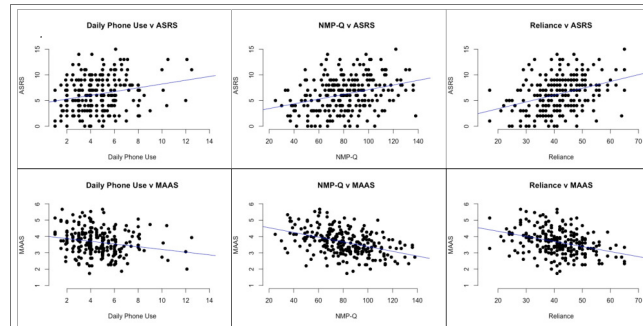 Daily Phone Use v ASRS
ASRS
15
10
5
0
2 4 6 8 10 12 14
Daily Phone Use
NMP-Q v ASRS
ASRS
15
10
5
0
20 40 60 80 100 120 140
NMP-Q
Reliance v ASRS
ASRS
15
10
5
0
20 30 40 50 60 70
Reliance
Daily Phone Use v MAAS
MAAS
6
5
4
3
2
1
2 4 6 8 10 12 14
Daily Phone Use
NMP-Q v MAAS
MAAS
6
5
4
3
2
1
20 40 60 80 100 120 140
NMP-Q
Reliance v MAAS
MAAS
6
5
4
3
2
1
20 30 40 50 60 70
Reliance